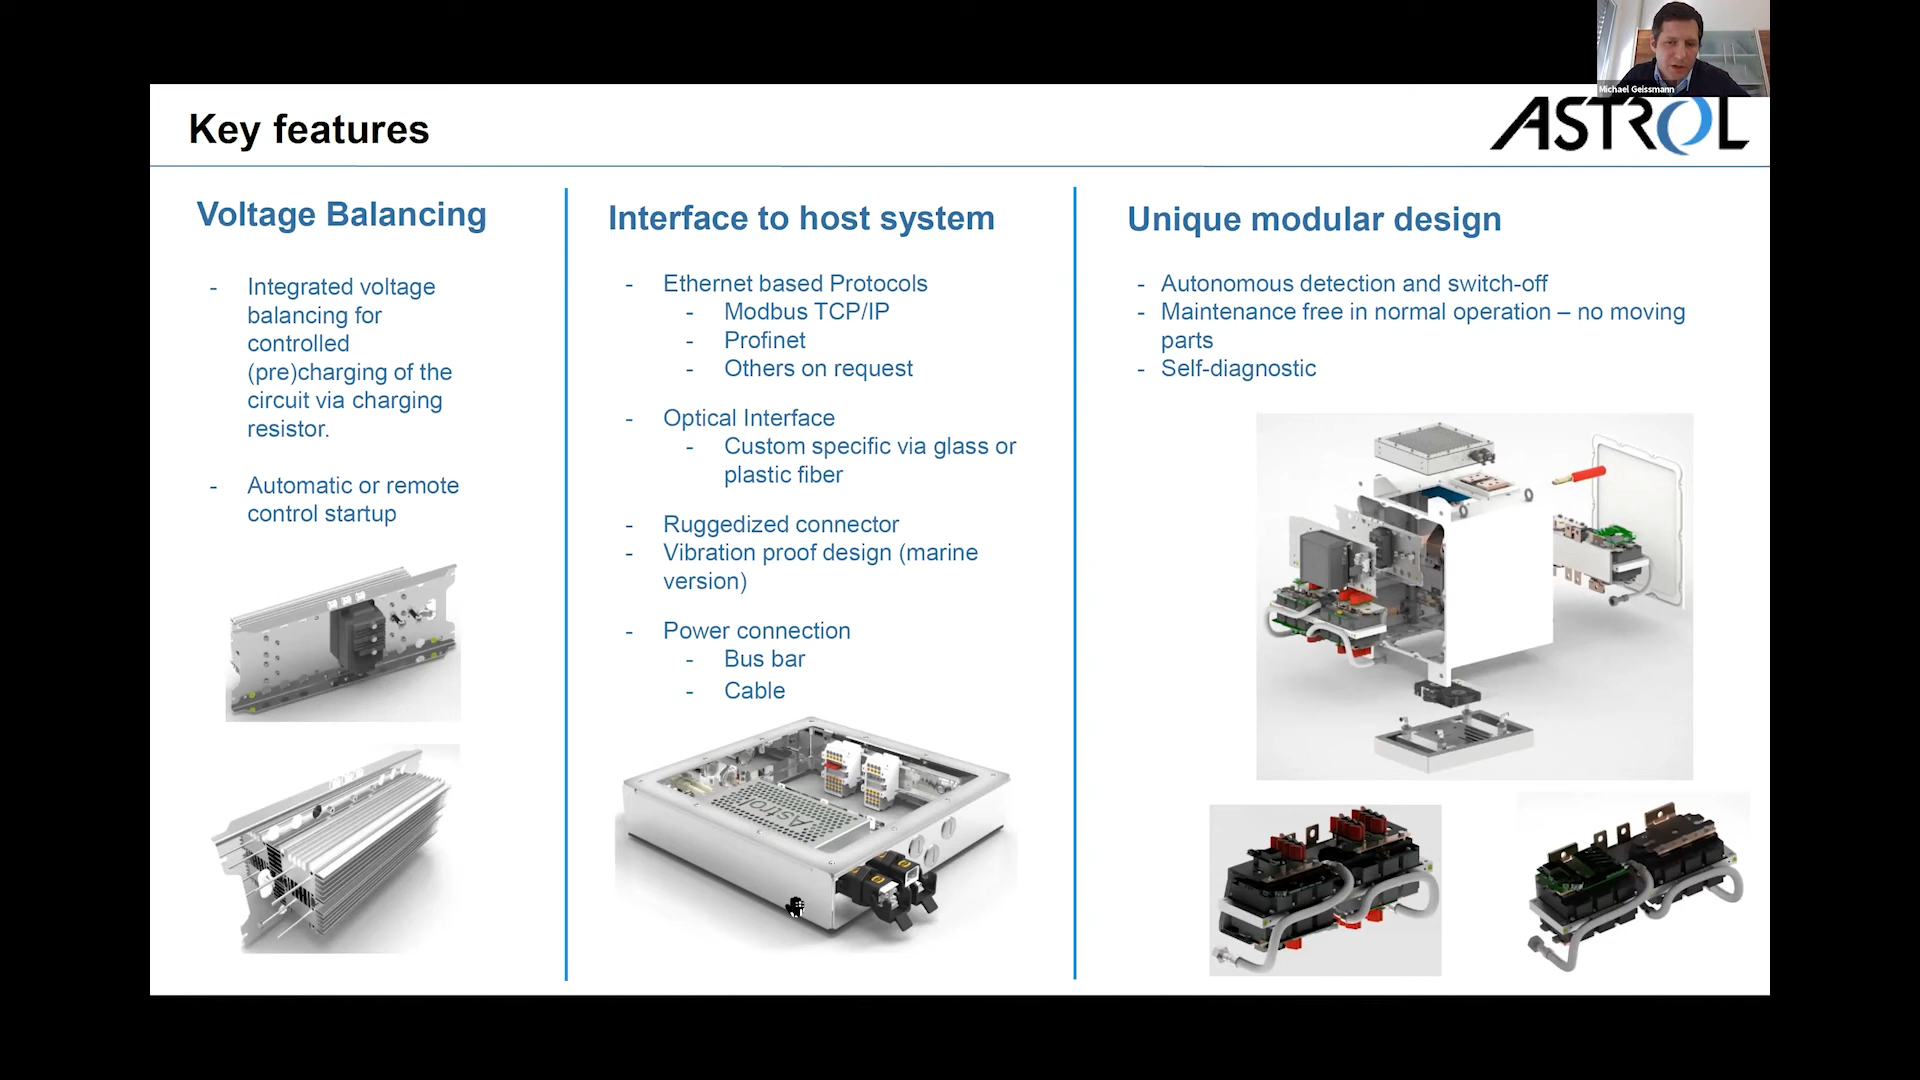 Michael Geissmann
ASTROL
Key features
Voltage Balancing
- Integrated voltage
balancing for
controlled
(pre)charging of the
circuit via charging
resistor.
- Automatic or remote
control startup
Interface to host system
- Ethernet based Protocols
- Modbus TCP/IP
- Profinet
- Others on request
- Optical Interface
- Custom specific via glass or
plastic fiber
- Ruggedized connector
- Vibration proof design (marine
version)
- Power connection
- Bus bar
- Cable
Astrol
Unique modular design
- Autonomous detection and switch-off
- Maintenance free in normal operation – no moving
parts
- Self-diagnostic